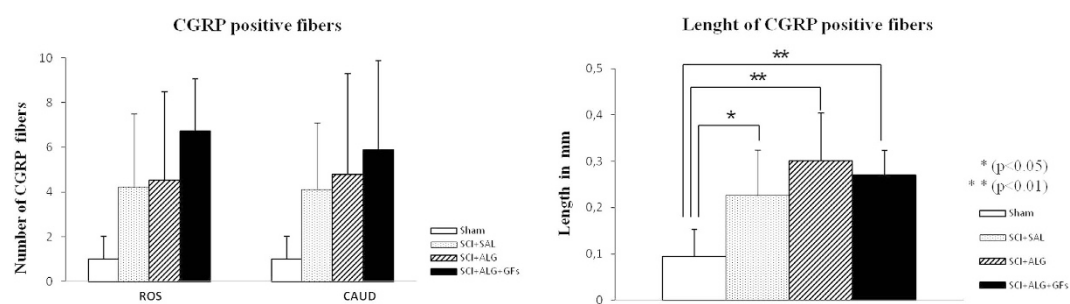 CGRP positive fibers
Number of CGRP fibers
10
8
6
4
2
0
ROS
CAUD
Sham
SCI+SAL
SCI+ALG
SCI+ALG+GFs
Lenght of CGRP positive fibers
Length in mm
0,5
0,4
0,3
0,2
0,1
0
**
**
*
* (p<0.05)
** (p<0.01)
Sham
SCI+SAL
SCI+ALG
SCI+ALG+GFs